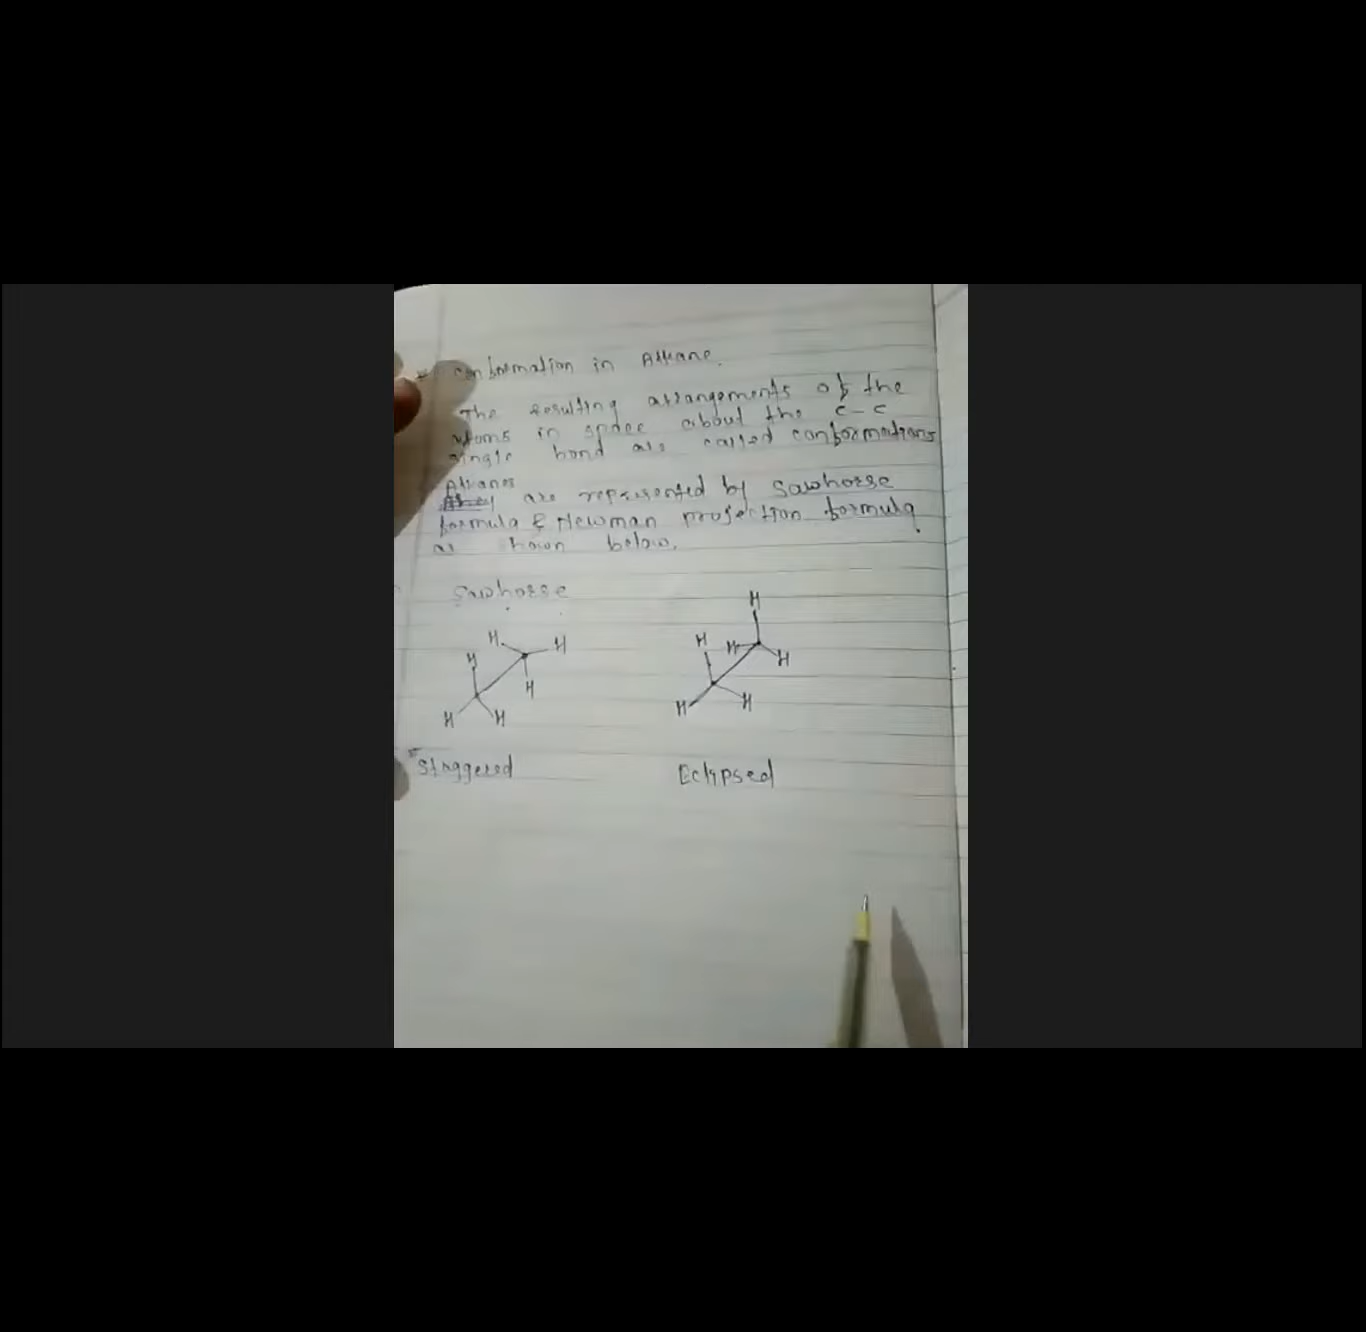 conformation in Alkane.
The resulting arrangements of the
atoms in space about the C-C
single bond are called conformations
Alkanes
are represented by Sawhorse
formula & Newman projection formula
as hown below.
Sawhorse
H
H H H H
H H H
H
H H H H
Staggered Eclipsed